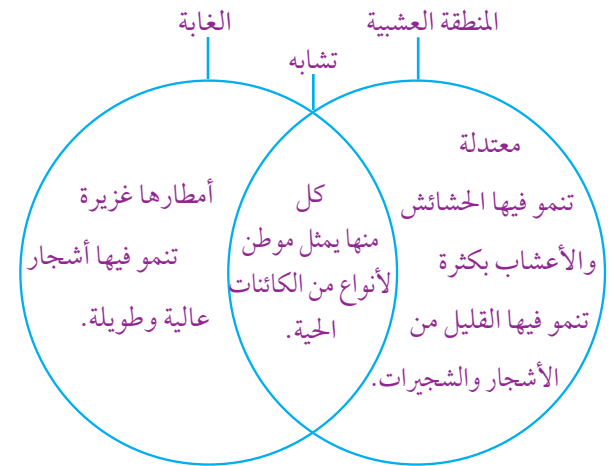 المنطقة العشبية
الغابة
تشابه
معتدلة
تنمو فيها الحشائش
والأعشاب بكثرة
تنمو فيها القليل من
الأشجار والشجيرات.
كل
منها يمثل موطن
لأنواع من الكائنات
الحية.
أمطارها غزيرة
تنمو فيها أشجار
عالية وطويلة.